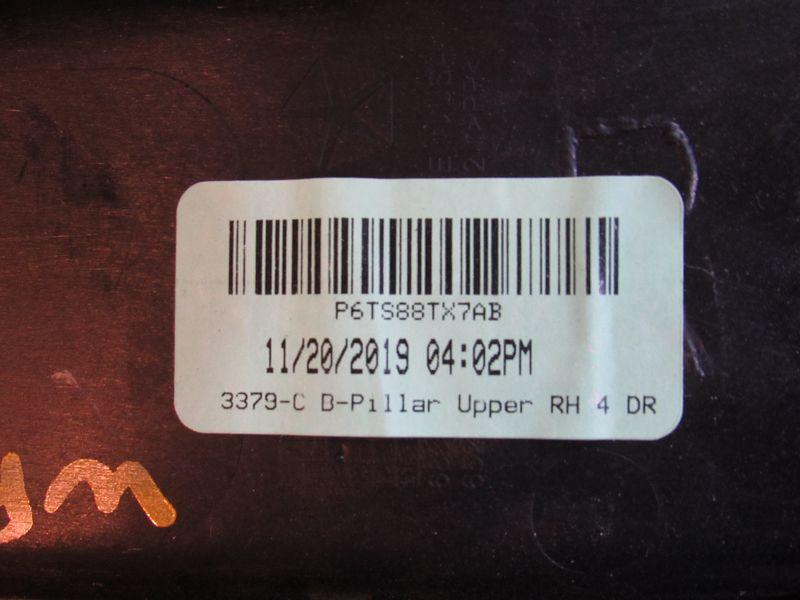 P6TS88TX7AB
11/20/2019 04:02PM
3379-C B-Pillar Upper RH 4 DR